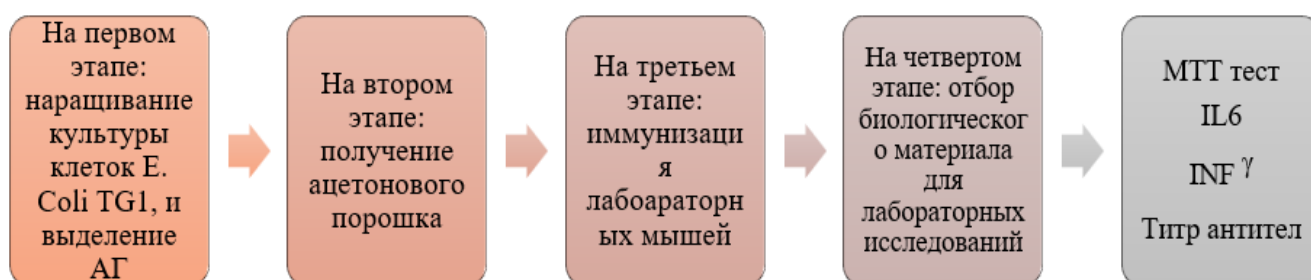 На первом
этапе:
наращивание
культуры
клеток E.
Coli TG1, и
выделение
АГ
На втором
этапе:
получение
ацетонового
порошка
На третьем
этапе:
иммунизаци
я
лабоараторн
ых мышей
На четвертом
этапе: отбор
биологическог
о материала
для
лабораторных
исследований
МТТ тест
IL6
INF γ
Титр антител